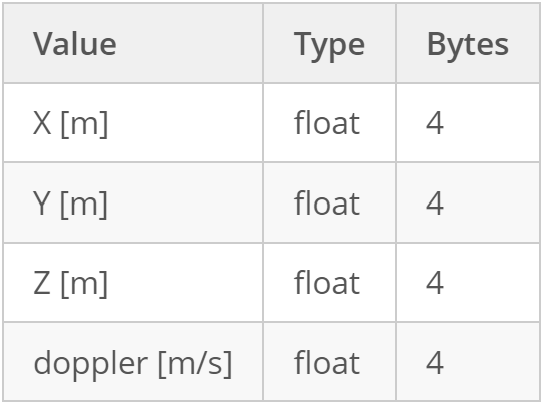 Value Type Bytes
X [m] float 4
Y [m] float 4
Z [m] float 4
doppler [m/s] float 4